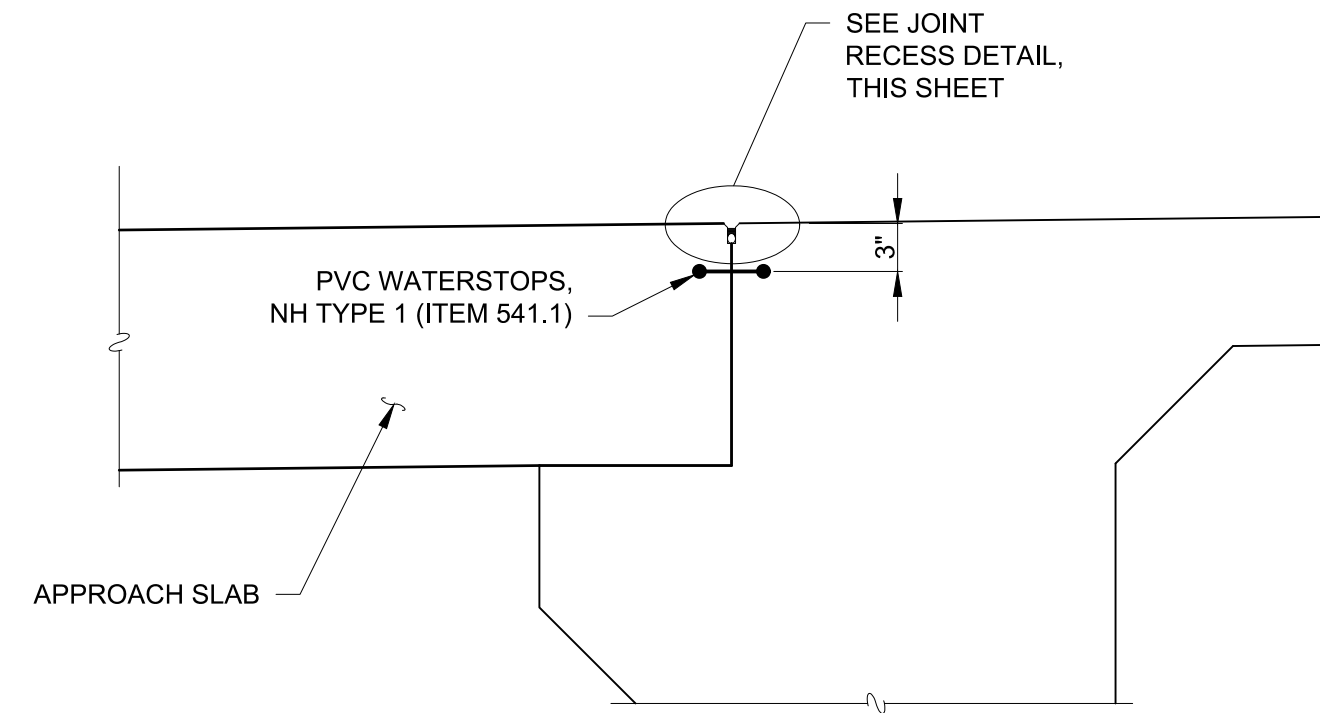 SEE JOINT
RECESS DETAIL,
THIS SHEET
3"
PVC WATERSTOPS,
NH TYPE 1 (ITEM 541.1)
APPROACH SLAB